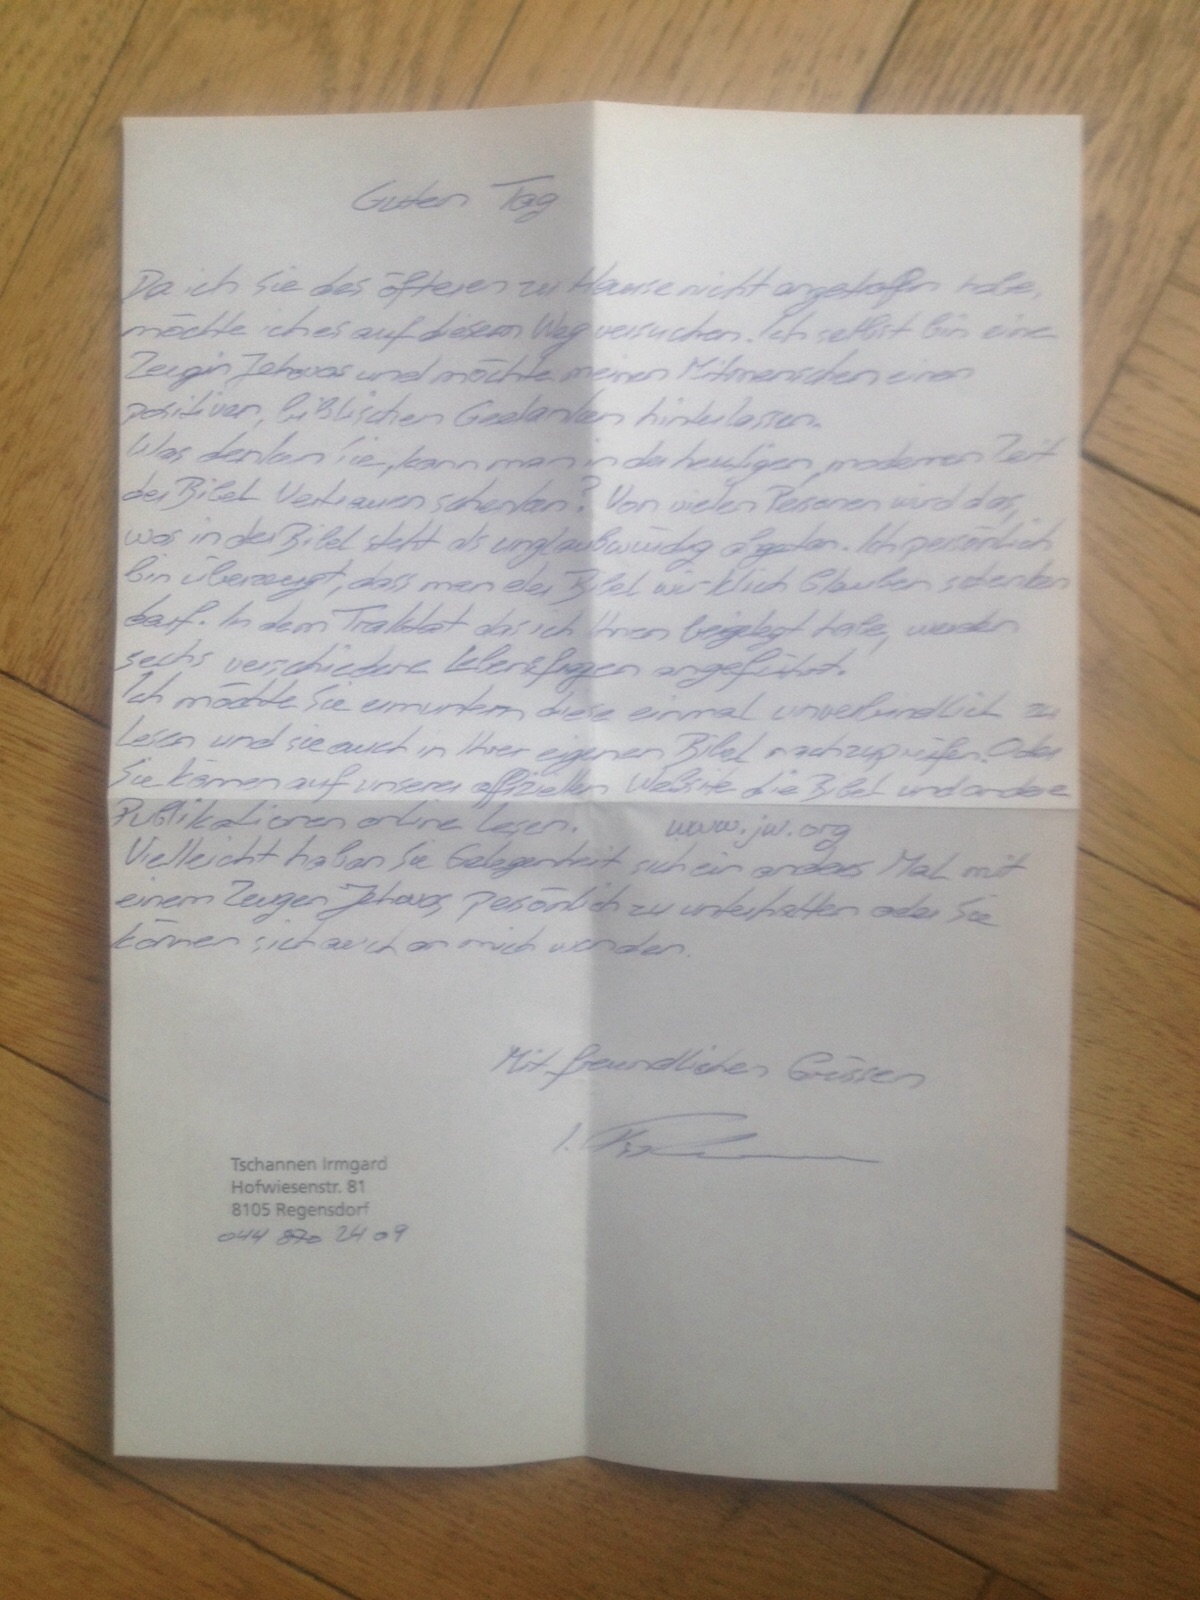 Guten Tag
Da ich Sie des öfteren zu Hause nicht angetroffen habe,
möchte ich es auf diesem Weg versuchen. Ich selbst bin eine
Zeugin Jehovas und möchte meinen Mitmenschen einen
positiven, biblischen Gedanken hinterlassen.
Was denken Sie, kann man in der heutigen, modernen Zeit
der Bibel Vertrauen schenken? Von vielen Personen wird das,
was in der Bibel steht als unglaubwürdig abgetan. Ich persönlich
bin überzeugt, dass man der Bibel wirklich Glauben schenken
darf. In dem Traktat das ich Ihnen beigelegt habe, werden
sechs verschiedene Lebensfragen angeführt.
Ich möchte Sie ermuntern diese einmal unverbindlich zu
lesen und sie auch in Ihrer eigenen Bibel nachzuprüfen. Oder
Sie können auf unserer offiziellen Website die Bibel und andere
Publikationen online lesen. www.jw.org
Vielleicht haben Sie Gelegenheit sich ein anderes Mal mit
einem Zeugen Jehovas, persönlich zu unterhalten oder Sie
können sich auch an mich wenden.
Mit freundlichen Grüssen
Tschannen Irmgard
Hofwiesenstr. 81
8105 Regensdorf
044 870 24 09